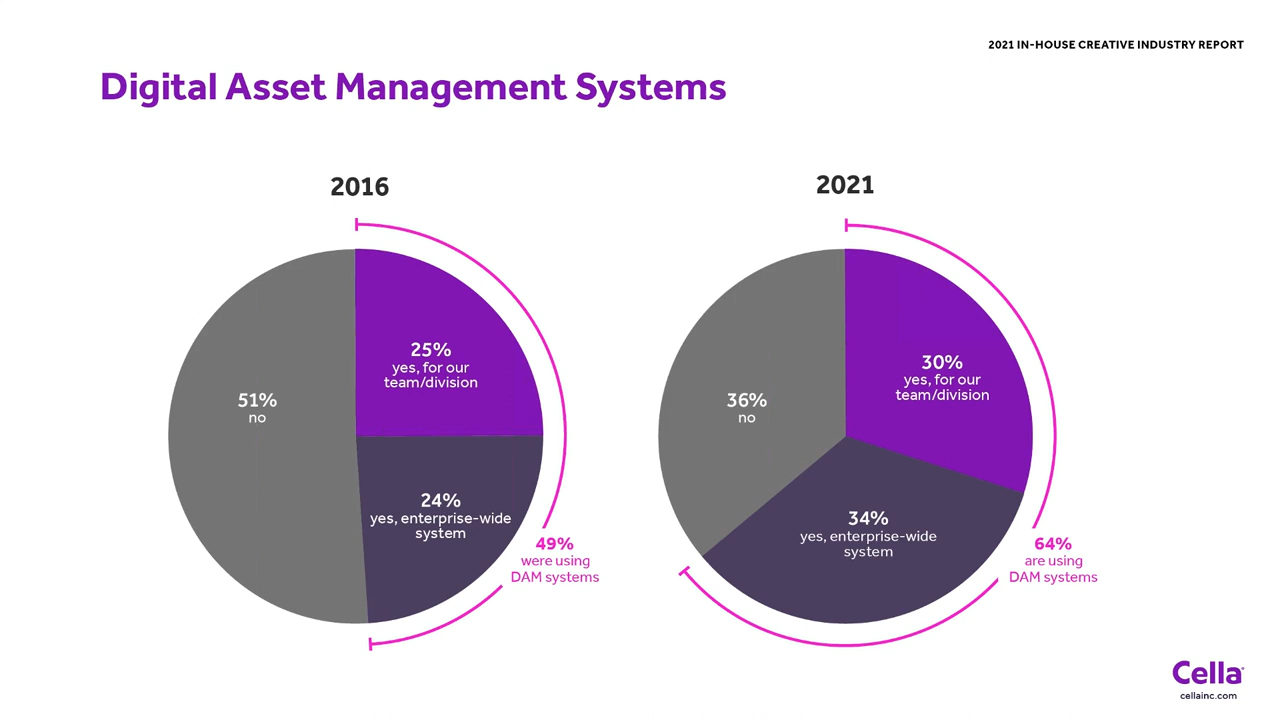 2021 IN-HOUSE CREATIVE INDUSTRY REPORT
Digital Asset Management Systems
2016
25%
yes, for our
team/division
51%
no
24%
yes, enterprise-wide
system
49%
were using
DAM systems
2021
30%
yes, for our
team/division
36%
no
34%
yes, enterprise-wide
system
64%
are using
DAM systems
Cella
cellainc.com